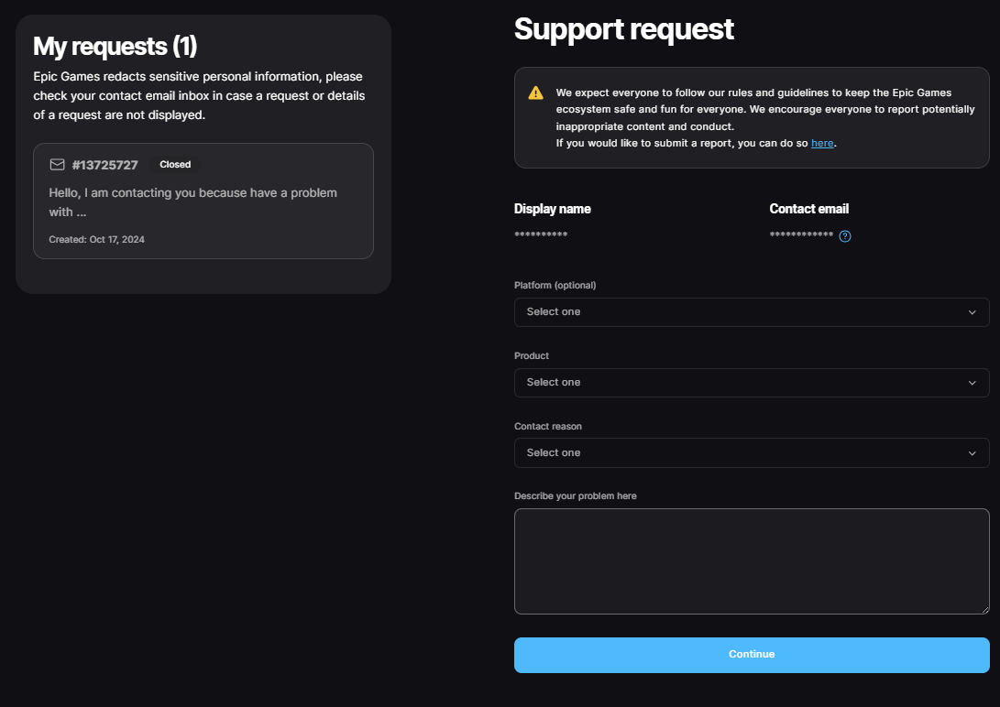 My requests (1)
Epic Games redacts sensitive personal information, please
check your contact email inbox in case a request or details
of a request are not displayed.
#13725727 Closed
Hello, I am contacting you because have a problem
with ...
Created: Oct 17, 2024
Support request
We expect everyone to follow our rules and guidelines to keep the Epic Games
ecosystem safe and fun for everyone. We encourage everyone to report potentially
inappropriate content and conduct.
If you would like to submit a report, you can do so here.
Display name
**********
Contact email
************
Platform (optional)
Select one
Product
Select one
Contact reason
Select one
Describe your problem here
Continue